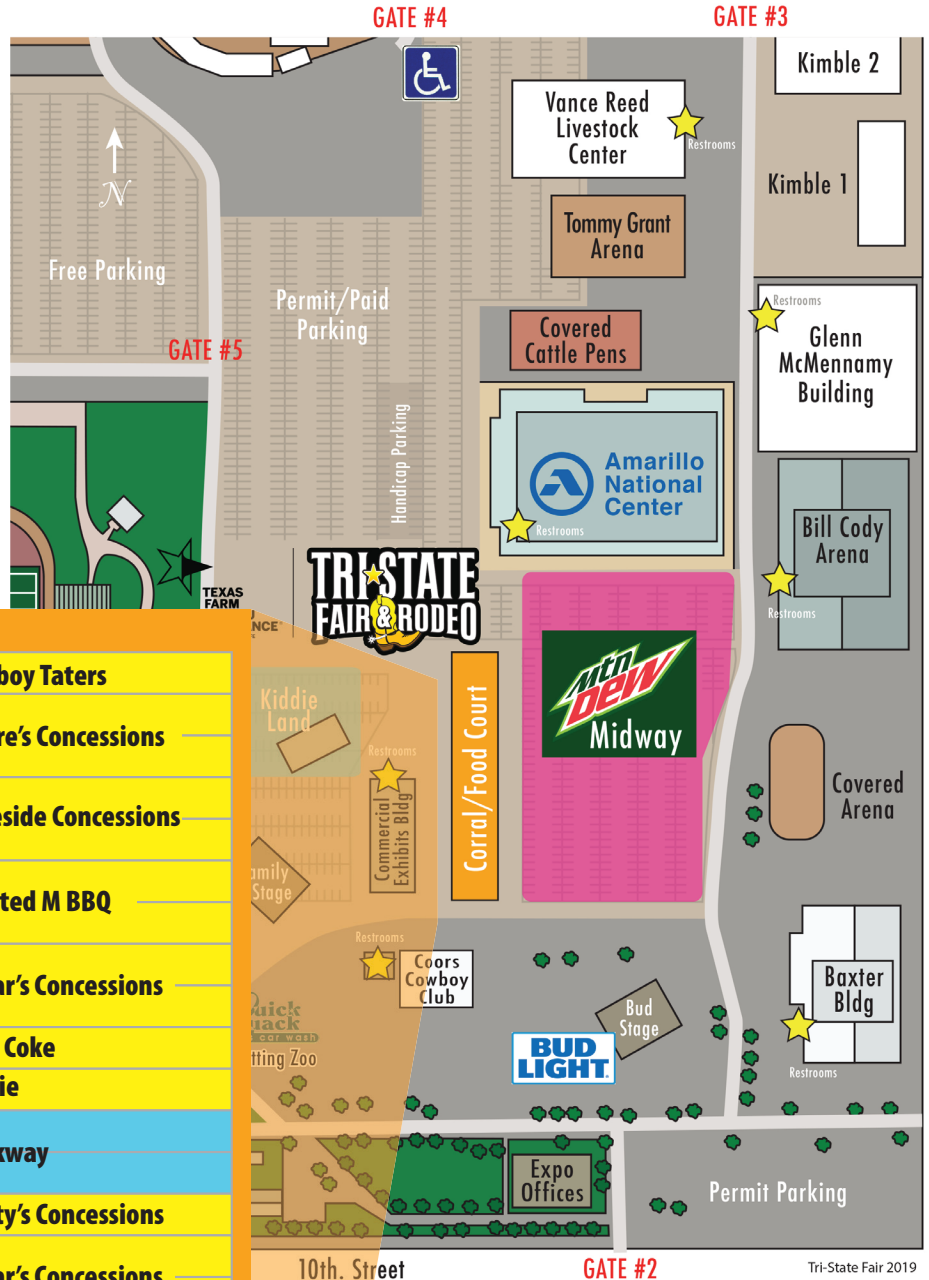 GATE #4
GATE #3
Kimble 2
Vance Reed
Livestock
Center
Restrooms
N
Kimble 1
Tommy Grant
Arena
Free Parking
Permit/Paid
Parking
Restrooms
Covered
Cattle Pens
GATE #5
Glenn
McMennamy
Building
Handicap Parking
Amarillo
National
Center
Restrooms
Bill Cody
Arena
Restrooms
TEXAS
FARM
NCE
TRI STATE
FAIR & RODEO
boy Taters
re's Concessions
eside Concessions
ted M BBQ
ar's Concessions
Coke
ie
kway
ty's Concessions
ar's Concessions
Kiddie
Land
Restrooms
Commercial
Exhibits Bldg
amily
Stage
Corral/Food Court
mtn
DEW
Midway
Covered
Arena
Restrooms
Coors
Cowboy
Club
uick
uack
car wash
tting Zoo
Bud
Stage
BUD
LIGHT
Baxter
Bldg
Restrooms
Expo
Offices
Permit Parking
10th. Street
GATE #2
Tri-State Fair 2019